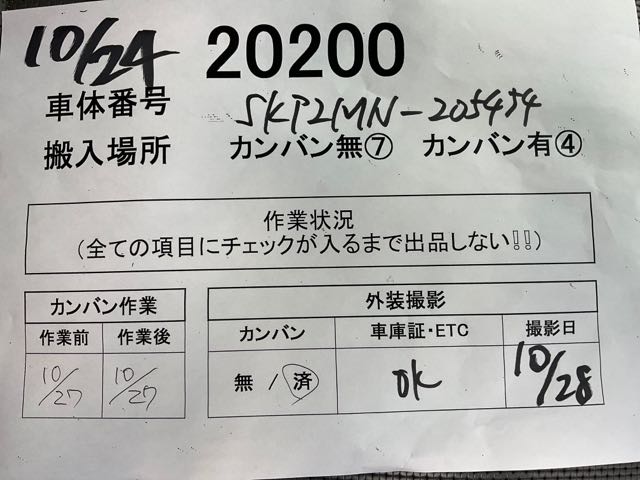 10/24 20200
車体番号 SKP2MN-205454
搬入場所 カンバン無⑦ カンバン有④
作業状況
(全ての項目にチェックが入るまで出品しない!!)
カンバン作業
作業前 作業後
10/27 10/27
外装撮影
カンバン 車庫証・ETC 撮影日
無 / 済 OK 10/28